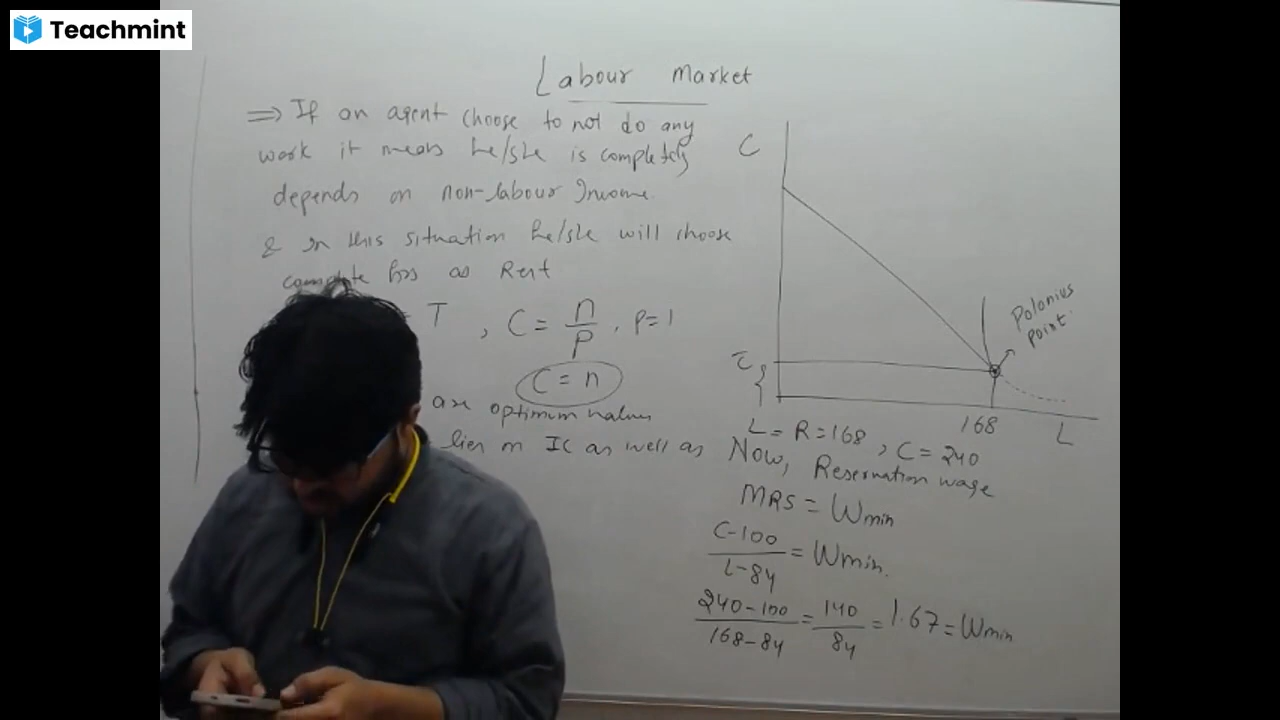 Teachmint
Labour Market
⇒ If an agent choose to not do any
work it means he/she is completely
depends on non-labour Income.
& in this situation he/she will choose
complete hrs as Rest
T , C = n/P , P=1
C = n
are optimum values
lies on IC as well as
C
Polonius
Point.
168
L
L = R = 168 , C = 240
Now, Reservation wage
MRS = Wmin
C-100/L-84 = Wmin.
240-100/168-84 = 140/84 = 1.67 = Wmin